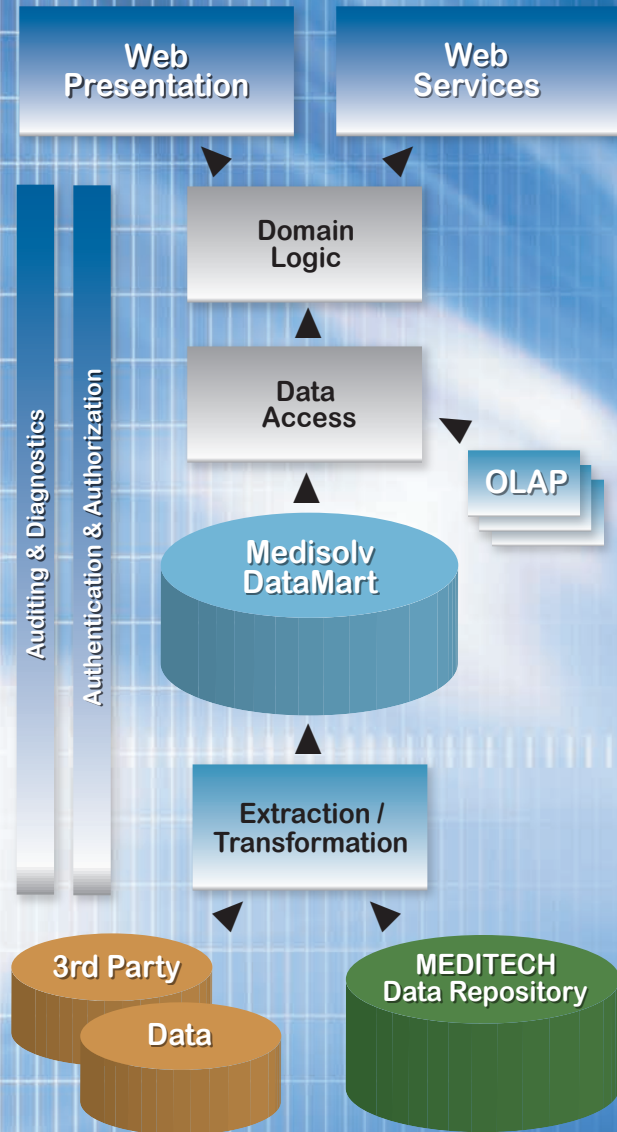 Web
Presentation
Web
Services
Domain
Logic
Data
Access
OLAP
Medisolv
DataMart
Auditing & Diagnostics
Authentication & Authorization
Extraction /
Transformation
3rd Party
Data
MEDITECH
Data Repository